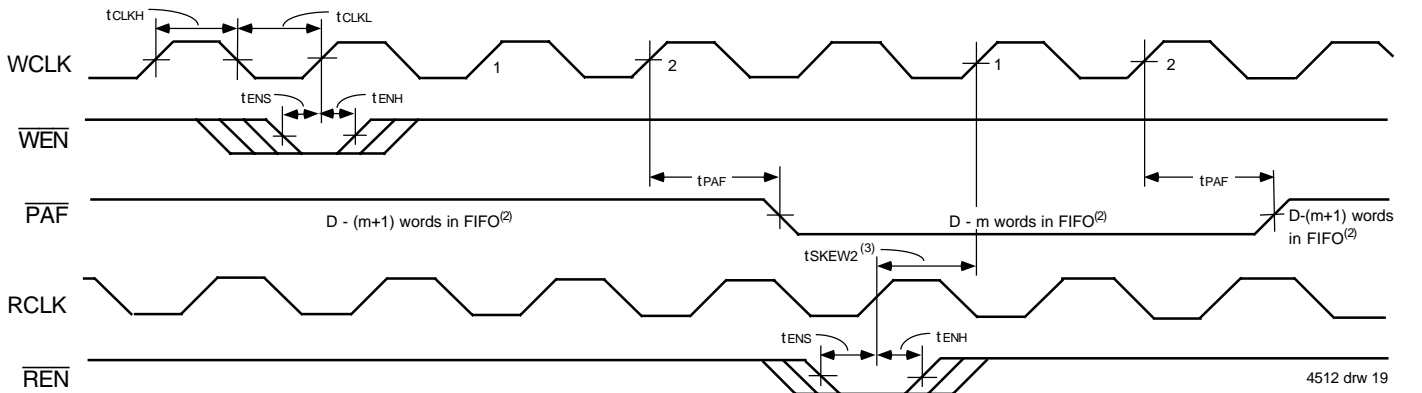 tCLKH tCLKL
WCLK
1 2 1 2
tENS tENH
WEN
tPAF tPAF
PAF
D - (m+1) words in FIFO(2) D - m words in FIFO(2) D-(m+1) words
in FIFO(2)
tSKEW2(3)
RCLK
tENS tENH
REN
4512 drw 19